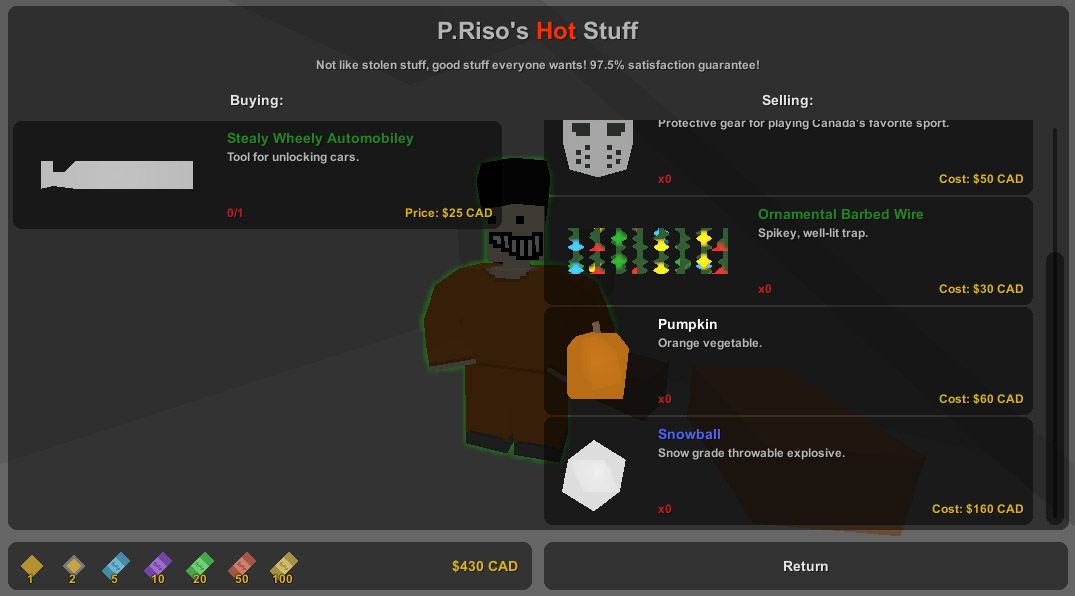 P.Riso's Hot Stuff
Not like stolen stuff, good stuff everyone wants! 97.5% satisfaction guarantee!
Buying:
Stealy Wheely Automobiley
Tool for unlocking cars.
0/1
Price: $25 CAD
Selling:
Protective gear for playing Canada's favorite sport.
x0
Cost: $50 CAD
Ornamental Barbed Wire
Spikey, well-lit trap.
x0
Cost: $30 CAD
Pumpkin
Orange vegetable.
x0
Cost: $60 CAD
Snowball
Snow grade throwable explosive.
x0
Cost: $160 CAD
1 2 5 10 20 50 100
$430 CAD
Return